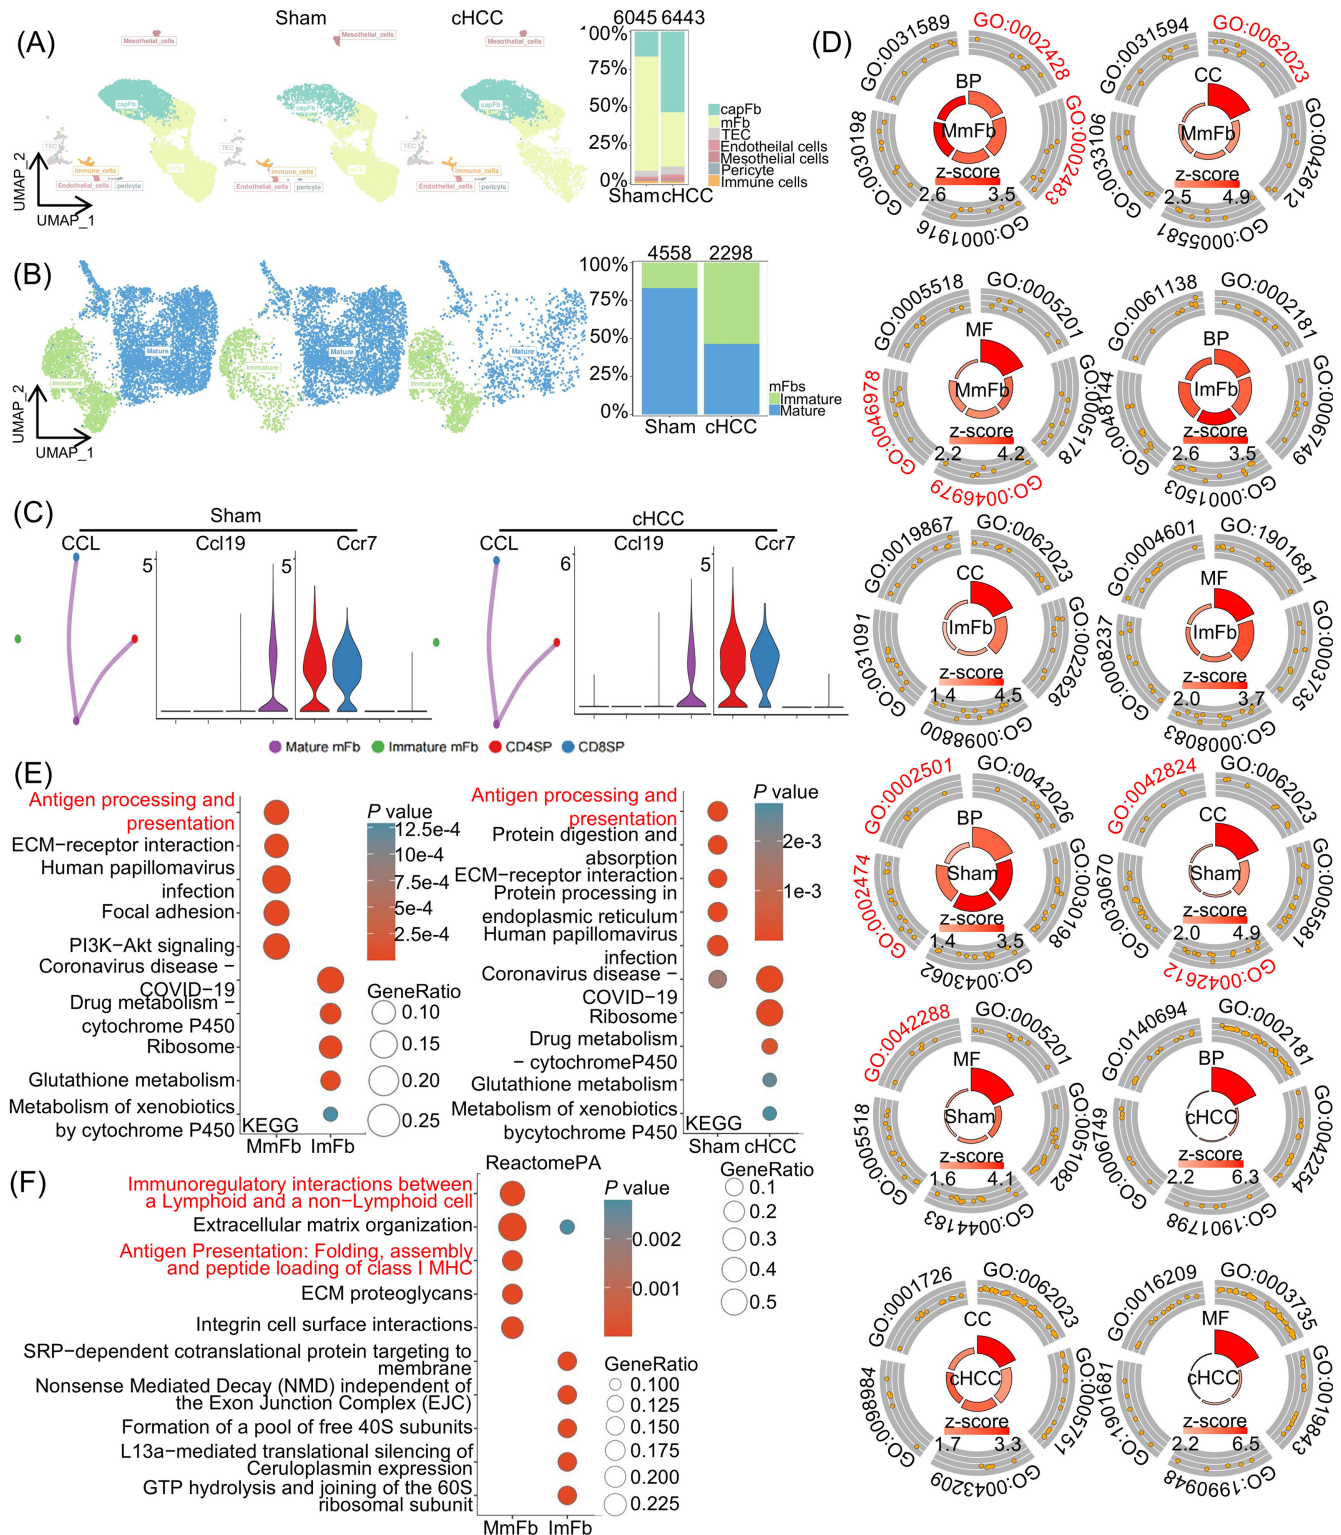 (A)
Sham
cHCC
Mesothelial_cells
Mesothelial_cells
Mesothelial_cells
capFb
capFb
capFb
mFb
mFb
TEC
TEC
TEC
Immune_cells
Immune_cells
Immune_cells
Endothelial_cells
pericyte
Endothelial_cells
pericyte
Endothelial_cells
pericyte
UMAP_2
UMAP_1
6045 6443
100%
75%
50%
25%
0%
Sham cHCC
capFb
mFb
TEC
Endotheilal cells
Mesothelial cells
Pericyte
Immune cells
(B)
Mature
Mature
Mature
Immature
Immature
Immature
UMAP_2
UMAP_1
4558 2298
100%
75%
50%
25%
0%
Sham cHCC
mFbs
Immature
Mature
(C)
Sham
CCL
Ccl19
Ccr7
5
5
cHCC
CCL
Ccl19
Ccr7
6
5
Mature mFb
Immature mFb
CD4SP
CD8SP
(D)
GO:0031589
GO:0002428
GO:0002483
GO:0001916
GO:0030198
BP
MmFb
z-score
2.6 3.5
GO:0031594
GO:0062023
GO:0042612
GO:0005581
GO:0033106
CC
MmFb
z-score
2.5 4.9
GO:0005518
GO:0005201
GO:0005178
GO:0046979
GO:0046978
MF
MmFb
z-score
2.2 4.2
GO:0061138
GO:0002181
GO:0006749
GO:0001503
GO:0048144
BP
ImFb
z-score
2.6 3.5
GO:0019867
GO:0062023
GO:0022626
GO:0098800
GO:0031091
CC
ImFb
z-score
1.4 4.5
GO:0004601
GO:1901681
GO:0003735
GO:0008083
GO:0008237
MF
ImFb
z-score
2.0 3.7
GO:0002501
GO:0042026
GO:0030198
GO:0043062
GO:0002474
BP
Sham
z-score
1.4 3.5
GO:0042824
GO:0062023
GO:0005581
GO:0042612
GO:0030670
CC
Sham
z-score
2.0 4.9
GO:0042288
GO:0005201
GO:0051082
GO:0044183
GO:0005518
MF
Sham
z-score
1.6 4.1
GO:0140694
GO:0002181
GO:0042254
GO:1901798
GO:0006749
BP
cHCC
z-score
2.2 6.3
GO:0001726
GO:0062023
GO:0005751
GO:0043209
GO:0098984
CC
cHCC
z-score
1.7 3.3
GO:0016209
GO:0003735
GO:0019843
GO:1990948
GO:1901681
MF
cHCC
z-score
2.2 6.5
(E)
Antigen processing and
presentation
ECM-receptor interaction
Human papillomavirus
infection
Focal adhesion
PI3K−Akt signaling
Coronavirus disease −
COVID−19
Drug metabolism −
cytochrome P450
Ribosome
Glutathione metabolism
Metabolism of xenobiotics
by cytochrome P450
KEGG
MmFb ImFb
P value
12.5e-4
10e-4
7.5e-4
5e-4
2.5e-4
GeneRatio
0.10
0.15
0.20
0.25
Antigen processing and
presentation
Protein digestion and
absorption
ECM−receptor interaction
Protein processing in
endoplasmic reticulum
Human papillomavirus
infection
Coronavirus disease −
COVID−19
Ribosome
Drug metabolism
− cytochromeP450
Glutathione metabolism
Metabolism of xenobiotics
bycytochrome P450
KEGG
Sham cHCC
P value
2e-3
1e-3
GeneRatio
0.1
0.2
0.3
0.4
0.5
(F)
ReactomePA
Immunoregulatory interactions between
a Lymphoid and a non−Lymphoid cell
Extracellular matrix organization
Antigen Presentation: Folding, assembly
and peptide loading of class I MHC
ECM proteoglycans
Integrin cell surface interactions
SRP-dependent cotranslational protein targeting to
membrane
Nonsense Mediated Decay (NMD) independent of
the Exon Junction Complex (EJC)
Formation of a pool of free 40S subunits
L13a−mediated translational silencing of
Ceruloplasmin expression
GTP hydrolysis and joining of the 60S
ribosomal subunit
MmFb ImFb
P value
0.002
0.001
GeneRatio
0.100
0.125
0.150
0.175
0.200
0.225